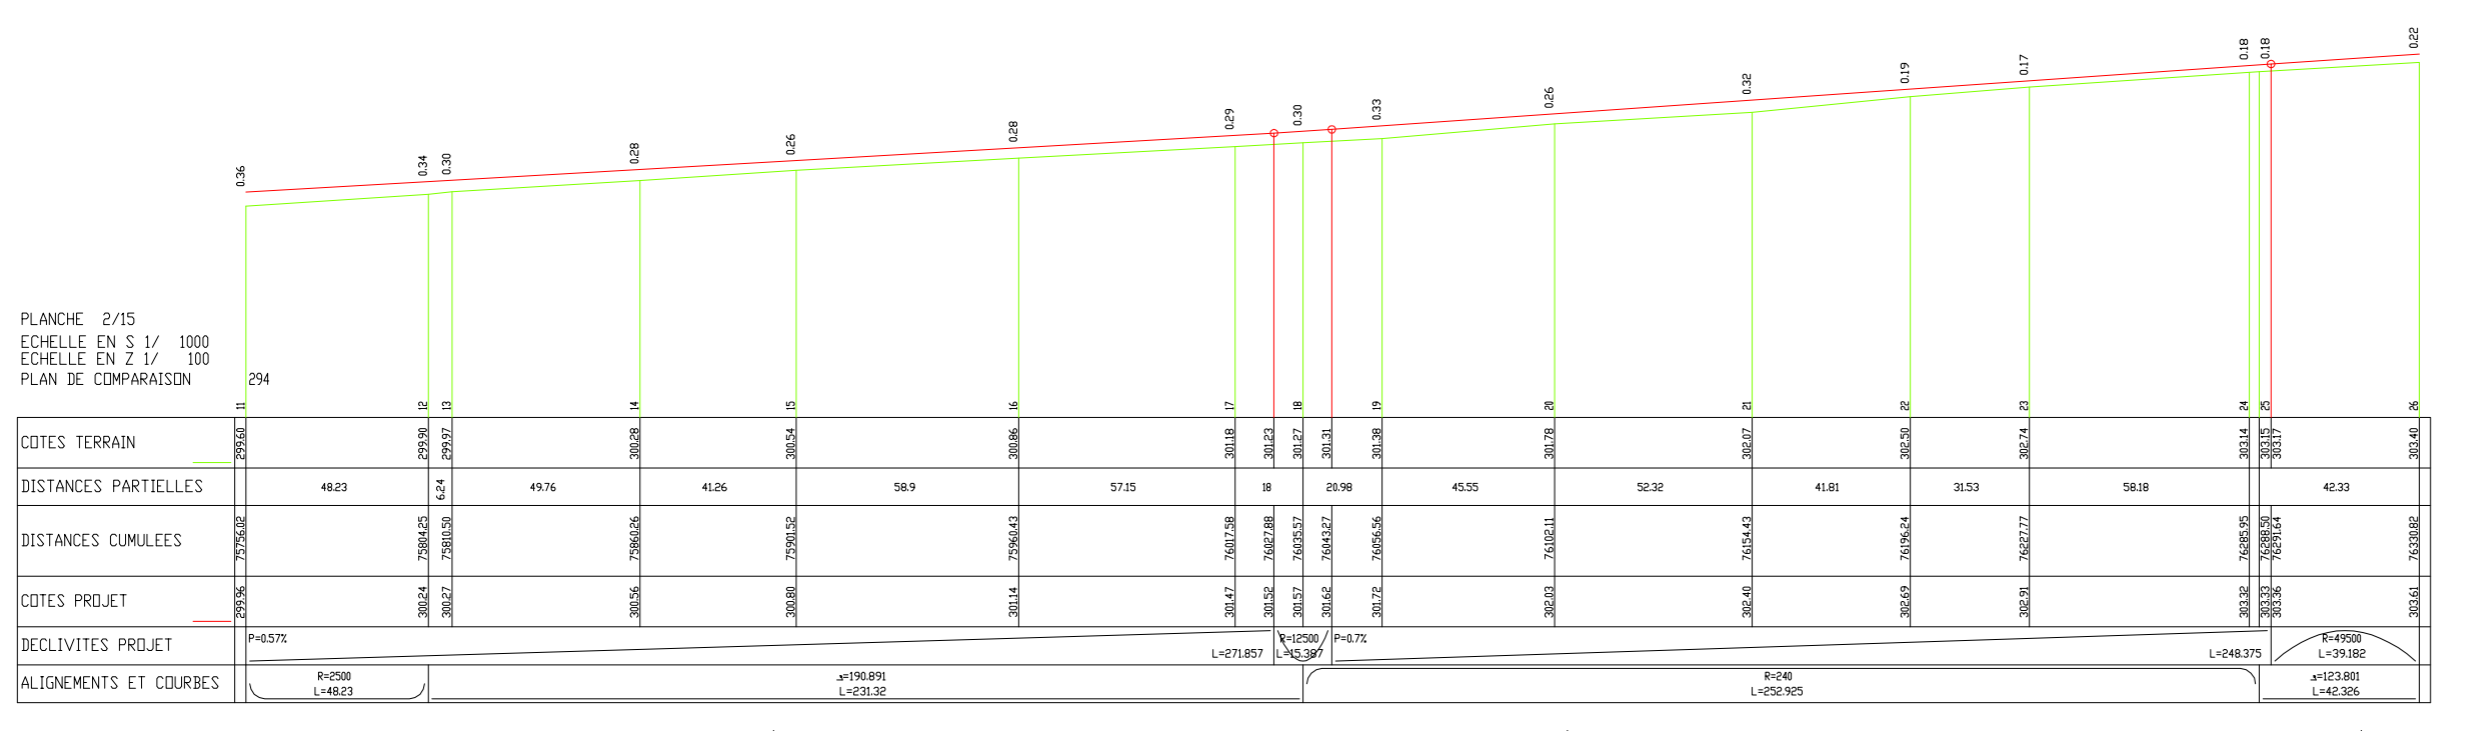 0.36 0.34 0.30 0.28 0.26 0.28 0.29 0.30 0.33 0.26 0.32 0.19 0.17 0.18 0.18 0.22
PLANCHE 2/15
ECHELLE EN S 1/ 1000
ECHELLE EN Z 1/ 100
PLAN DE COMPARAISON 294
11 12 13 14 15 16 17 18 19 20 21 22 23 24 25 26
COTES TERRAIN 299.60 299.90 299.97 300.28 300.54 300.86 301.18 301.23 301.27 301.31 301.38 301.78 302.07 302.50 302.74 303.14 303.15 303.17 303.40
DISTANCES PARTIELLES 48.23 6.24 49.76 41.26 58.9 57.15 18 20.98 45.55 52.32 41.81 31.53 58.18 42.33
DISTANCES CUMULEES 75756.02 75804.25 75810.50 75860.26 75901.52 75960.43 76017.58 76027.88 76035.57 76043.27 76056.56 76102.11 76154.43 76196.24 76227.77 76285.95 76288.50 76291.64 76330.82
COTES PROJET 299.96 300.24 300.27 300.56 300.80 301.14 301.47 301.52 301.57 301.62 301.72 302.03 302.40 302.69 302.91 303.32 303.33 303.36 303.61
DECLIVITES PROJET
P=0.57% R=12500 P=0.7% R=49500
L=271.857 L=15.387 L=248.375 L=39.182
ALIGNEMENTS ET COURBES
R=2500 =190.891 R=240 =123.801
L=48.23 L=231.32 L=252.925 L=42.326